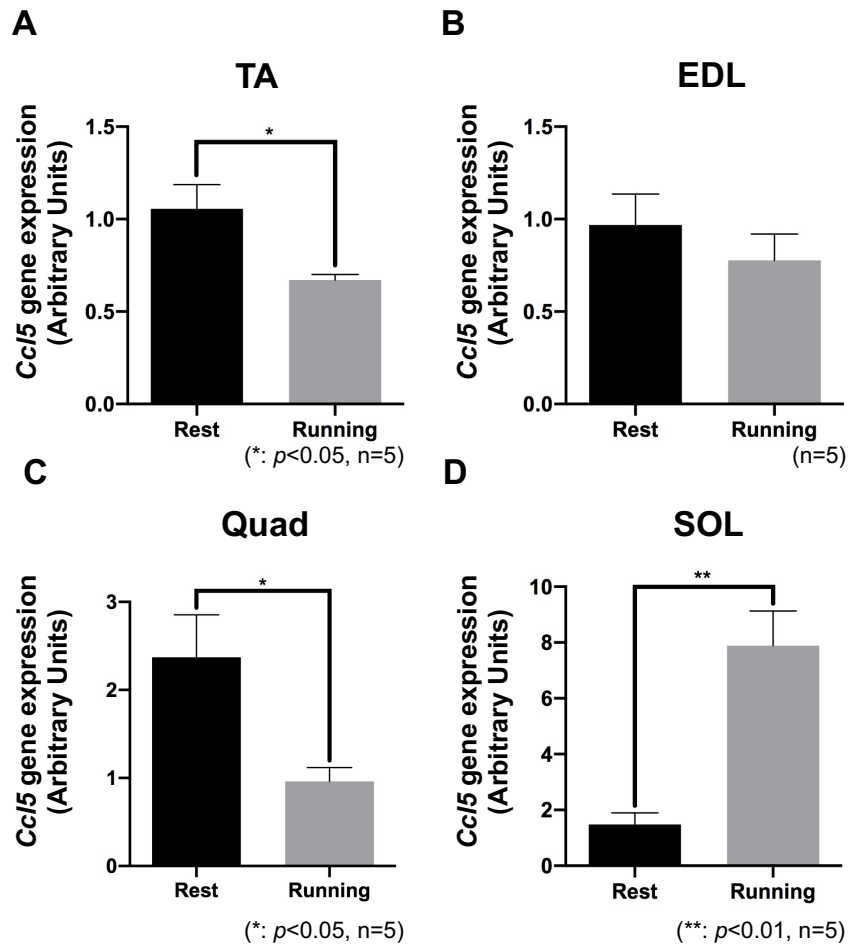 A
TA
Ccl5 gene expression
(Arbitrary Units)
1.5
1.0
0.5
0.0
*
Rest Running
(*: p<0.05, n=5)
B
EDL
Ccl5 gene expression
(Arbitrary Units)
1.5
1.0
0.5
0.0
Rest Running
(n=5)
C
Quad
Ccl5 gene expression
(Arbitrary Units)
3
2
1
0
*
Rest Running
(*: p<0.05, n=5)
D
SOL
Ccl5 gene expression
(Arbitrary Units)
10
8
6
4
2
0
**
Rest Running
(**: p<0.01, n=5)